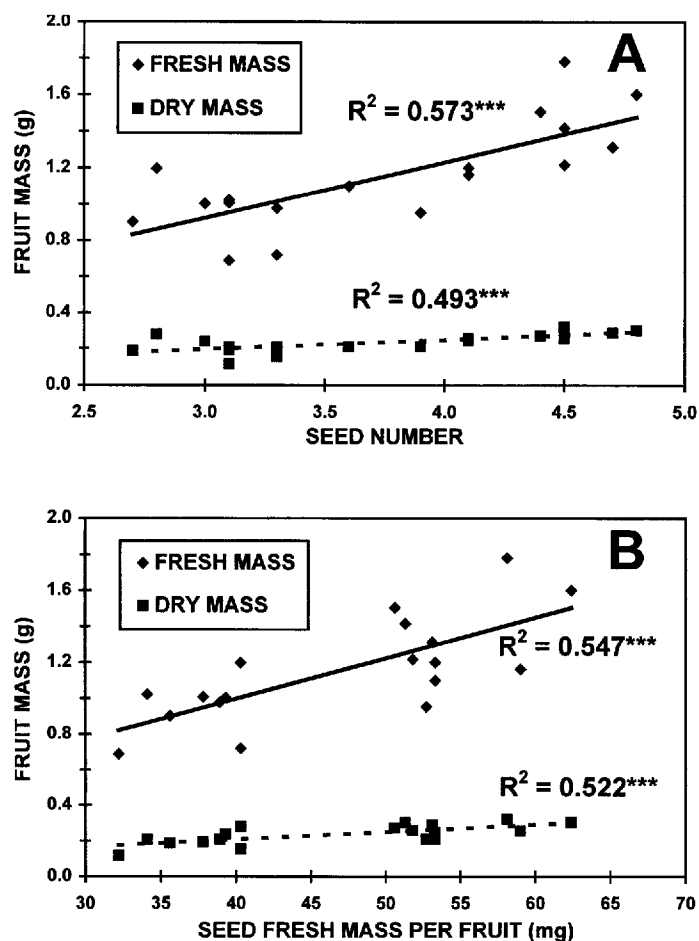 2.0
A
FRESH MASS
DRY MASS
1.6
R² = 0.573***
1.2
FRUIT MASS (g)
0.8
R² = 0.493***
0.4
0.0
2.5 3.0 3.5 4.0 4.5 5.0
SEED NUMBER
2.0
B
FRESH MASS
DRY MASS
1.6
R² = 0.547***
1.2
FRUIT MASS (g)
0.8
R² = 0.522***
0.4
0.0
30 35 40 45 50 55 60 65 70
SEED FRESH MASS PER FRUIT (mg)